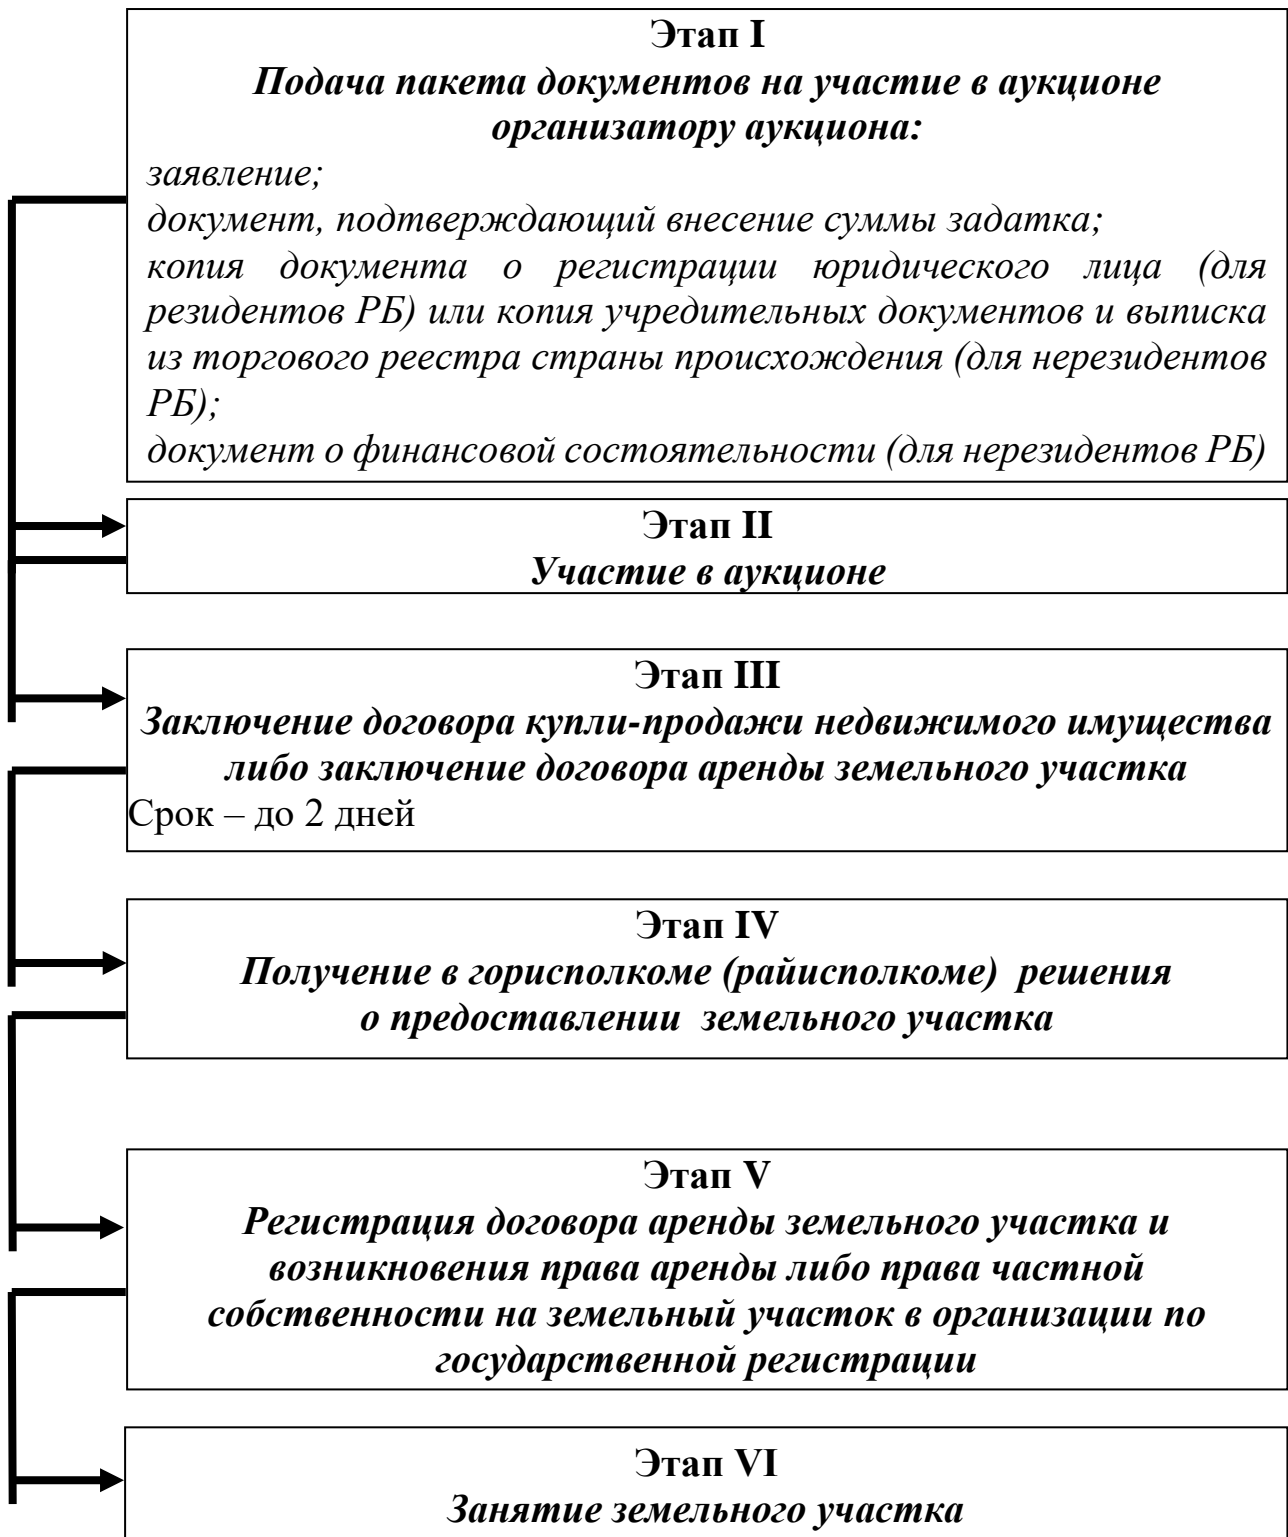 Этап I
Подача пакета документов на участие в аукционе
организатору аукциона:
заявление;
документ, подтверждающий внесение суммы задатка;
копия документа о регистрации юридического лица (для
резидентов РБ) или копия учредительных документов и выписка
из торгового реестра страны происхождения (для нерезидентов
РБ);
документ о финансовой состоятельности (для нерезидентов РБ)
Этап II
Участие в аукционе
Этап III
Заключение договора купли-продажи недвижимого имущества
либо заключение договора аренды земельного участка
Срок – до 2 дней
Этап IV
Получение в горисполкоме (райисполкоме) решения
о предоставлении земельного участка
Этап V
Регистрация договора аренды земельного участка и
возникновения права аренды либо права частной
собственности на земельный участок в организации по
государственной регистрации
Этап VI
Занятие земельного участка